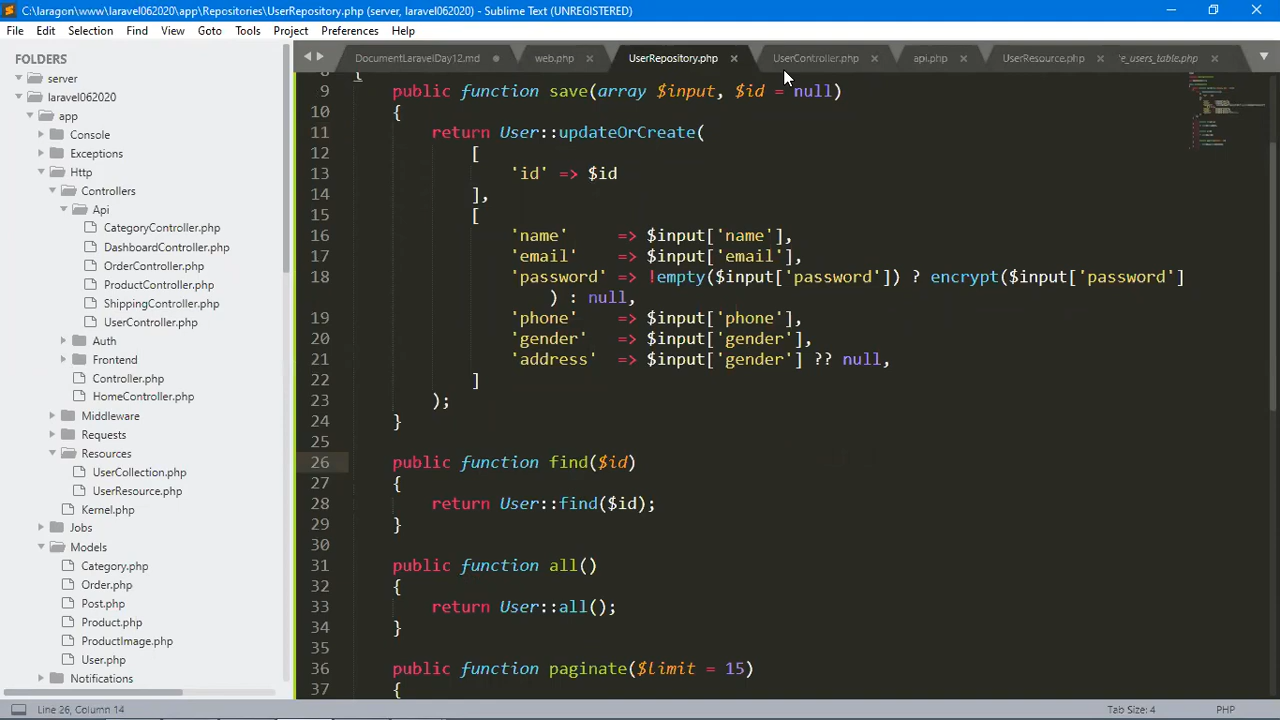 C:\laragon\www\laravel062020\app\Repositories\UserRepository.php (server, laravel062020) - Sublime Text (UNREGISTERED)
File Edit Selection Find View Goto Tools Project Preferences Help
FOLDERS
server
laravel062020
app
Console
Exceptions
Http
Controllers
Api
CategoryController.php
DashboardController.php
OrderController.php
ProductController.php
ShippingController.php
UserController.php
Auth
Frontend
Controller.php
HomeController.php
Middleware
Requests
Resources
UserCollection.php
UserResource.php
Kernel.php
Jobs
Models
Category.php
Order.php
Post.php
Product.php
ProductImage.php
User.php
Notifications
DocumentLaravelDay12.md web.php UserRepository.php UserController.php api.php UserResource.php e_users_table.php
8 {
9 public function save(array $input, $id = null)
10 {
11 return User::updateOrCreate(
12 [
13 'id' => $id
14 ],
15 [
16 'name' => $input['name'],
17 'email' => $input['email'],
18 'password' => !empty($input['password']) ? encrypt($input['password']
) : null,
19 'phone' => $input['phone'],
20 'gender' => $input['gender'],
21 'address' => $input['gender'] ?? null,
22 ]
23 );
24 }
25
26 public function find($id)
27 {
28 return User::find($id);
29 }
30
31 public function all()
32 {
33 return User::all();
34 }
35
36 public function paginate($limit = 15)
37 {
Line 26, Column 14 Tab Size: 4 PHP